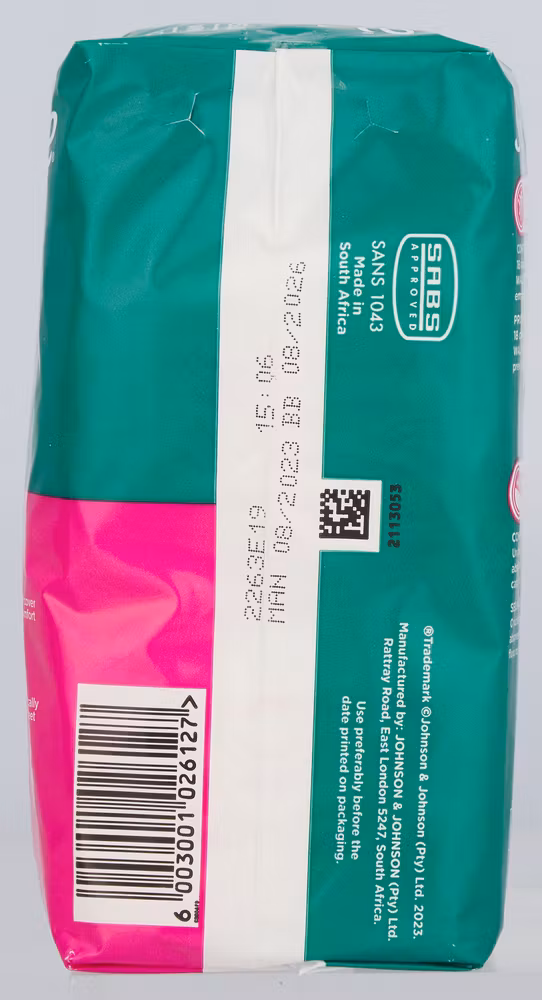 SABS
APPROVED
SANS 1043
Made in
South Africa
2263E19 15:06
MAN 08/2023 BB 08/2026
2113053
®Trademark ©Johnson & Johnson (Pty) Ltd. 2023.
Manufactured by: JOHNSON & JOHNSON (Pty) Ltd.
Rattray Road, East London 5247, South Africa.
Use preferably before the
date printed on packaging.
6 003001 026127 >